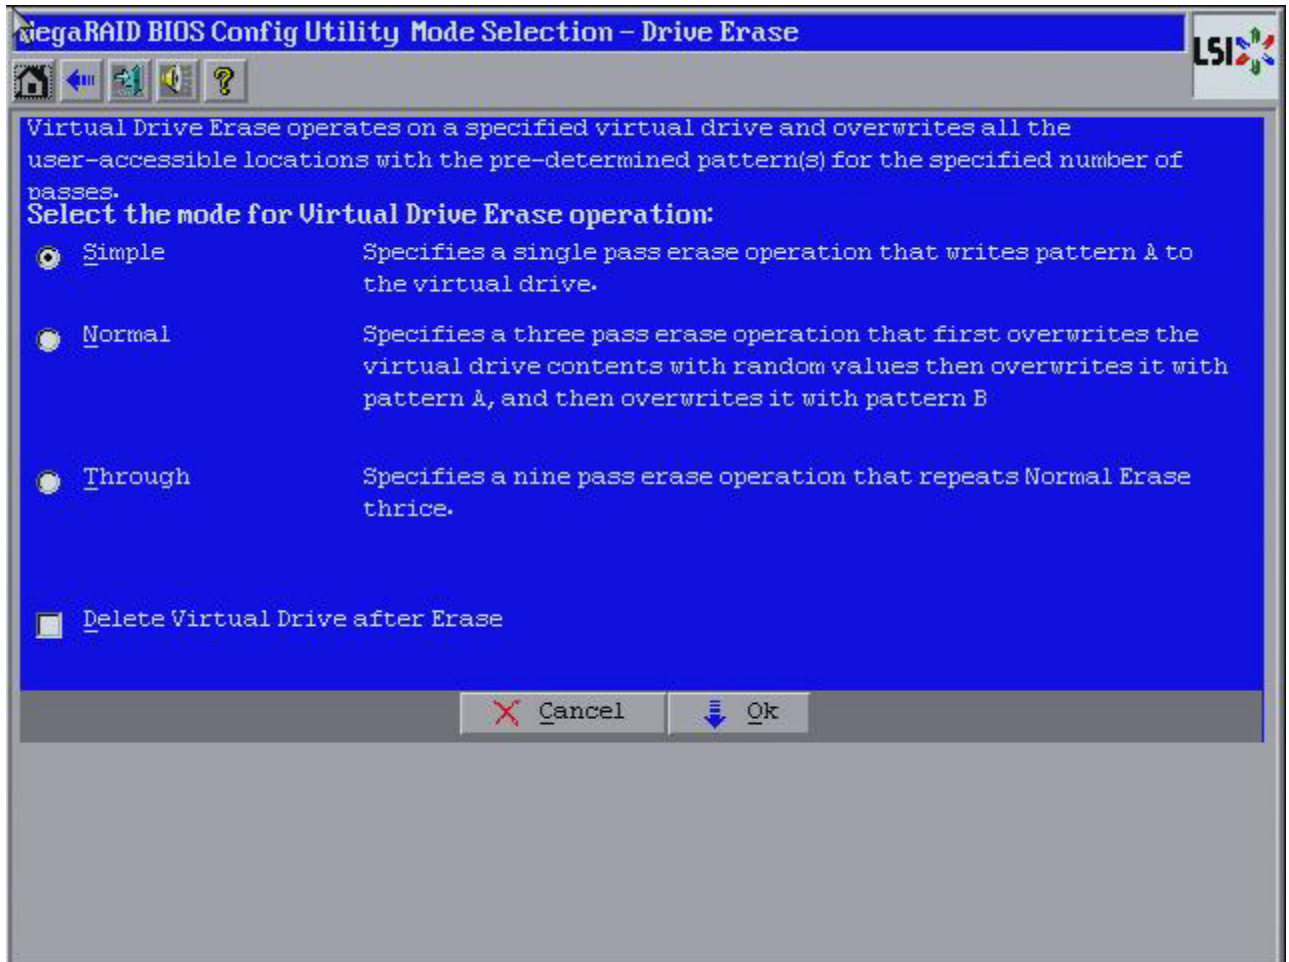 MegaRAID BIOS Config Utility Mode Selection - Drive Erase
LSI
Virtual Drive Erase operates on a specified virtual drive and overwrites all the
user-accessible locations with the pre-determined pattern(s) for the specified number of
passes.
Select the mode for Virtual Drive Erase operation:
Simple Specifies a single pass erase operation that writes pattern A to
the virtual drive.
Normal Specifies a three pass erase operation that first overwrites the
virtual drive contents with random values then overwrites it with
pattern A, and then overwrites it with pattern B
Through Specifies a nine pass erase operation that repeats Normal Erase
thrice.
Delete Virtual Drive after Erase
Cancel Ok